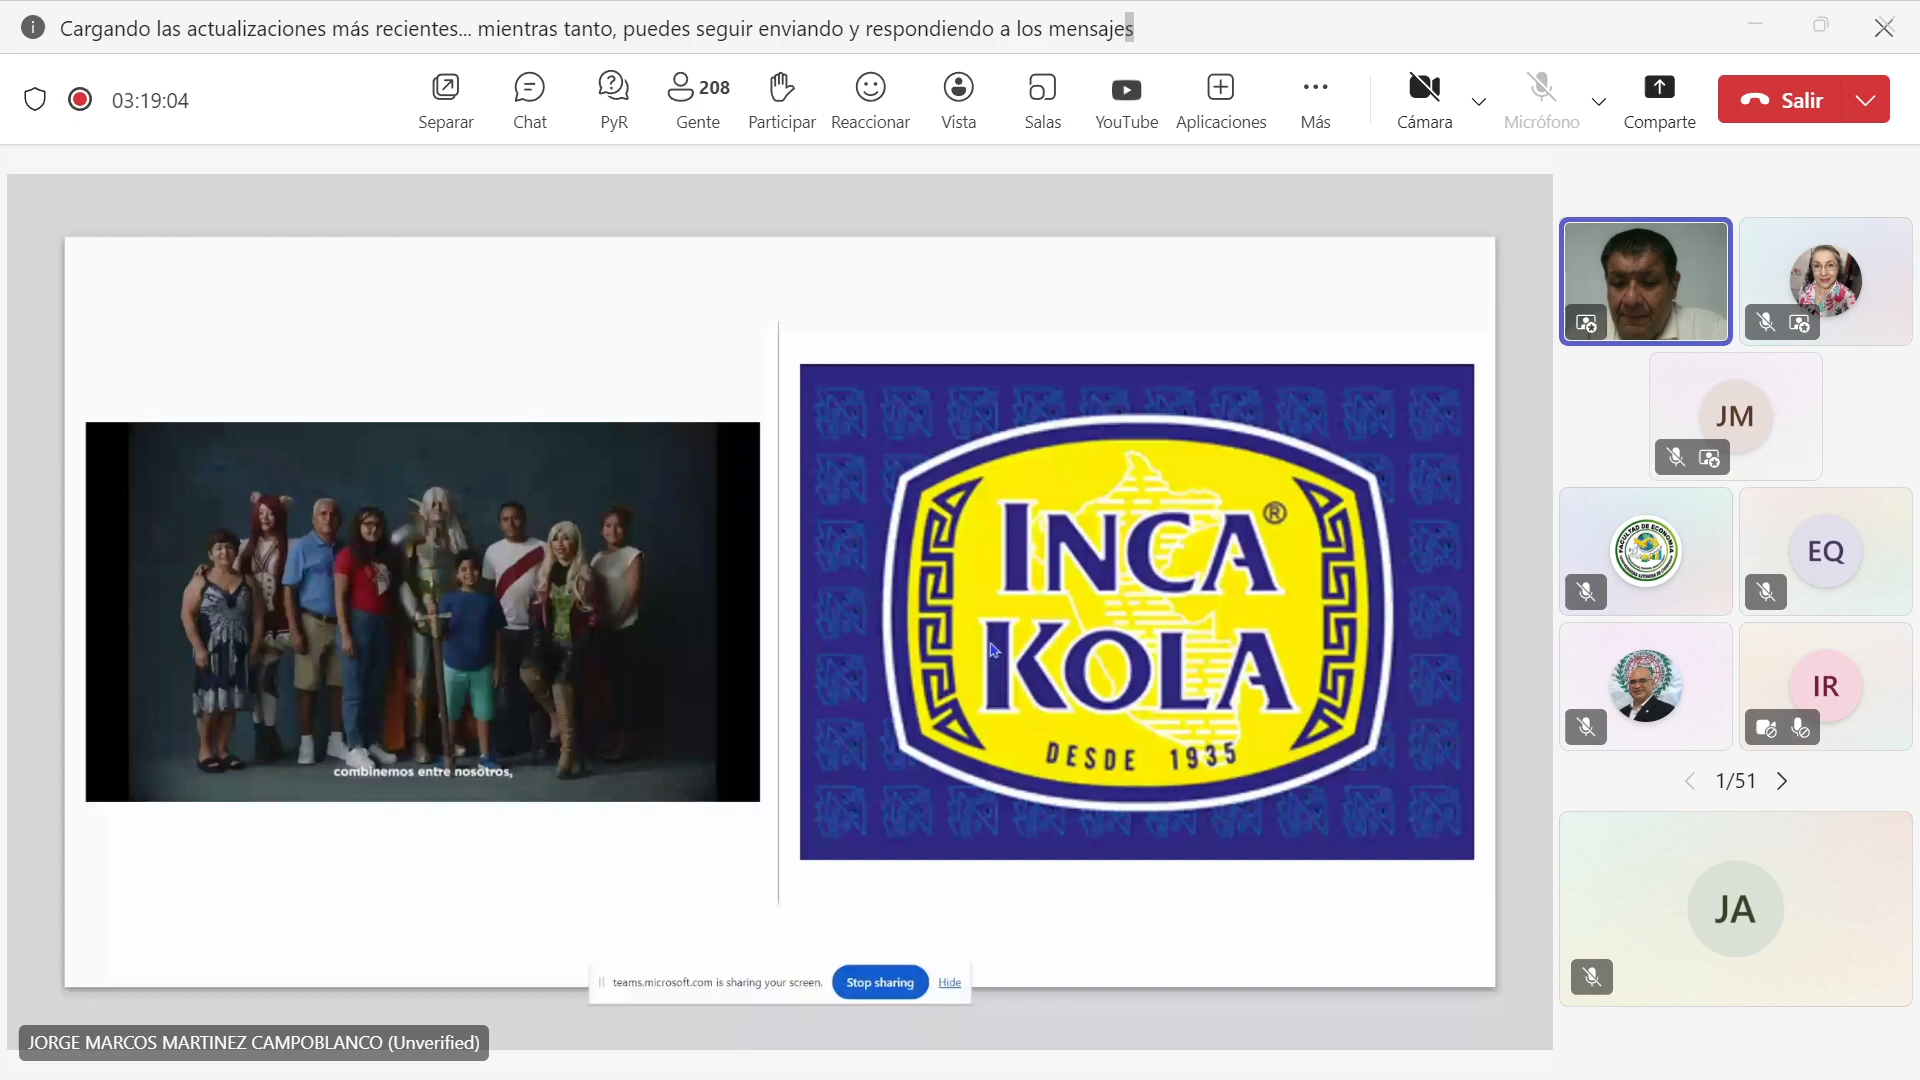 Cargando las actualizaciones más recientes... mientras tanto, puedes seguir enviando y respondiendo a los mensajes
03:19:04
Separar
Chat
PyR
208
Gente
Participar
Reaccionar
Vista
Salas
YouTube
Aplicaciones
Más
Cámara
Micrófono
Comparte
Salir
INCA
KOLA
®
DESDE 1935
combinemos entre nosotros,
JM
FACULTAD DE ECONOMIA
EQ
IR
1/51
JA
teams.microsoft.com is sharing your screen.
Stop sharing
Hide
JORGE MARCOS MARTINEZ CAMPOBLANCO (Unverified)